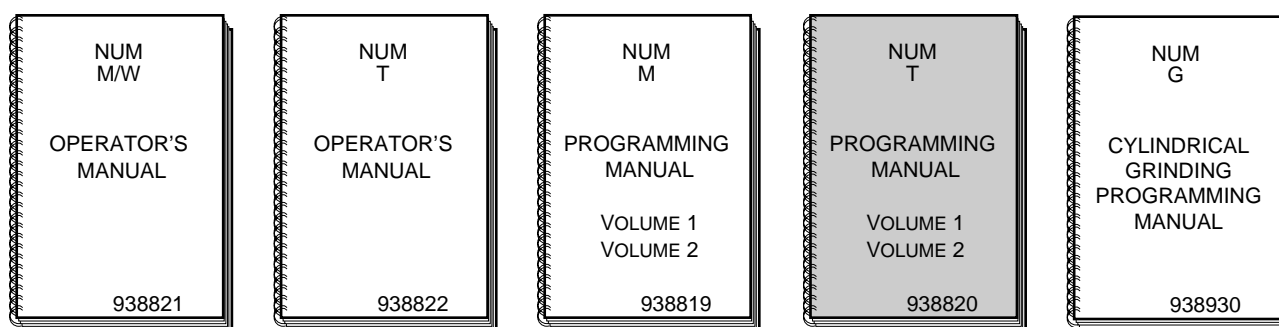 NUM
M/W
OPERATOR'S
MANUAL
938821
NUM
T
OPERATOR'S
MANUAL
938822
NUM
M
PROGRAMMING
MANUAL
VOLUME 1
VOLUME 2
938819
NUM
T
PROGRAMMING
MANUAL
VOLUME 1
VOLUME 2
938820
NUM
G
CYLINDRICAL
GRINDING
PROGRAMMING
MANUAL
938930